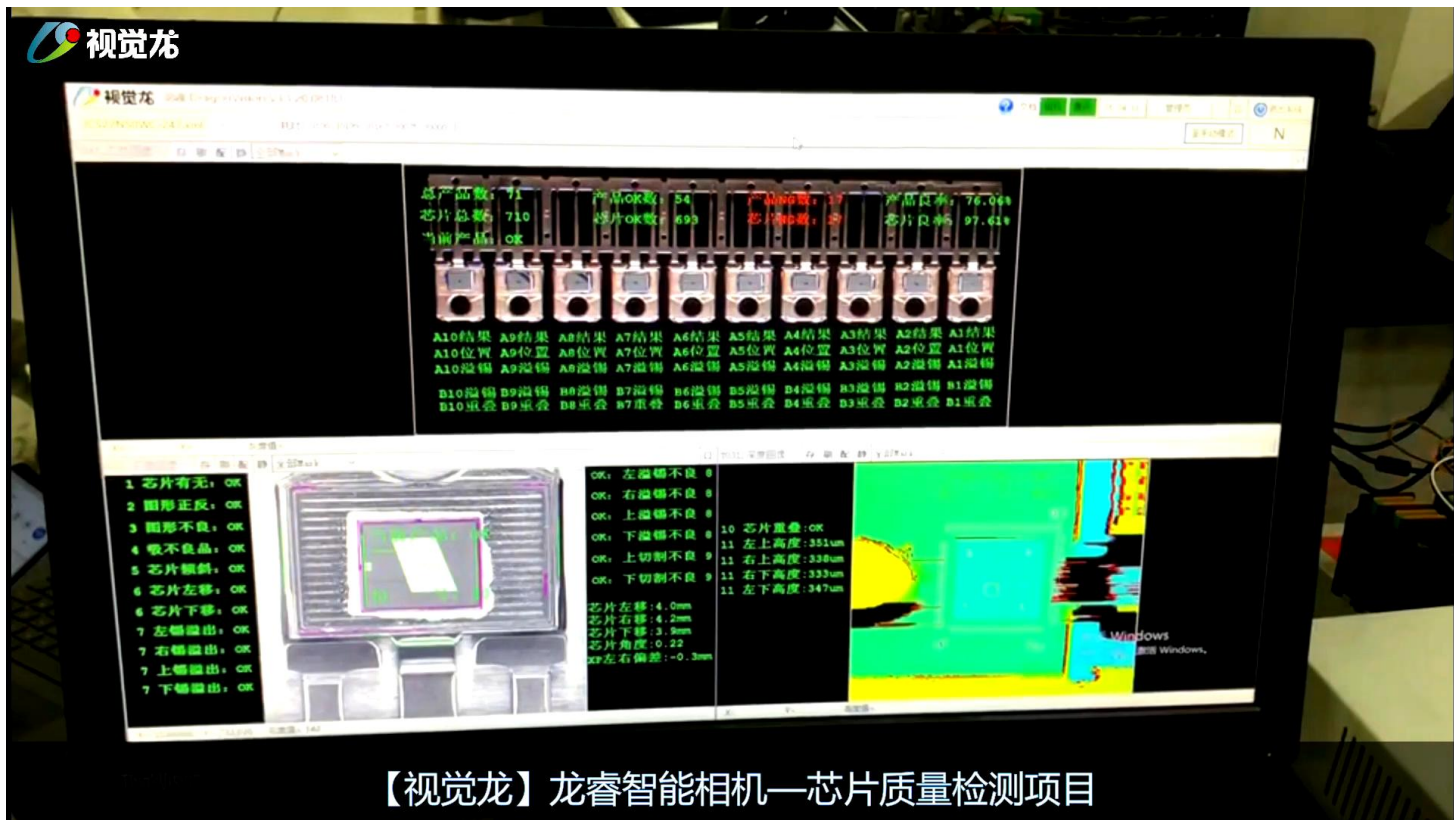 视觉龙
视觉龙
N
总产品数: 71 产品OK数: 54 产品NG数: 17 产品良率: 76.06%
芯片总数: 710 芯片OK数: 693 芯片NG数: 17 芯片良率: 97.61%
当前产品: OK
A10结果 A9结果 A8结果 A7结果 A6结果 A5结果 A4结果 A3结果 A2结果 A1结果
A10位置 A9位置 A8位置 A7位置 A6位置 A5位置 A4位置 A3位置 A2位置 A1位置
A10溢锡 A9溢锡 A8溢锡 A7溢锡 A6溢锡 A5溢锡 A4溢锡 A3溢锡 A2溢锡 A1溢锡
B10溢锡 B9溢锡 B8溢锡 B7溢锡 B6溢锡 B5溢锡 B4溢锡 B3溢锡 B2溢锡 B1溢锡
B10重叠 B9重叠 B8重叠 B7重叠 B6重叠 B5重叠 B4重叠 B3重叠 B2重叠 B1重叠
1 芯片有无: OK
2 图形正反: OK
3 图形不良: OK
4 吸不良品: OK
5 芯片倾斜: OK
6 芯片左移: OK
6 芯片下移: OK
7 左锡溢出: OK
7 右锡溢出: OK
7 上锡溢出: OK
7 下锡溢出: OK
OK: 左溢锡不良 8
OK: 右溢锡不良 8
OK: 上溢锡不良 8
OK: 下溢锡不良 8
OK: 上切割不良 9
OK: 下切割不良 9
芯片左移:4.0mm
芯片右移:4.2mm
芯片下移:3.9mm
芯片角度:0.22
XP左右偏差:-0.3mm
10 芯片重叠:OK
11 左上高度:351um
11 右上高度:338um
11 右下高度:333um
11 左下高度:347um
Windows
激活 Windows。
【视觉龙】龙睿智能相机—芯片质量检测项目